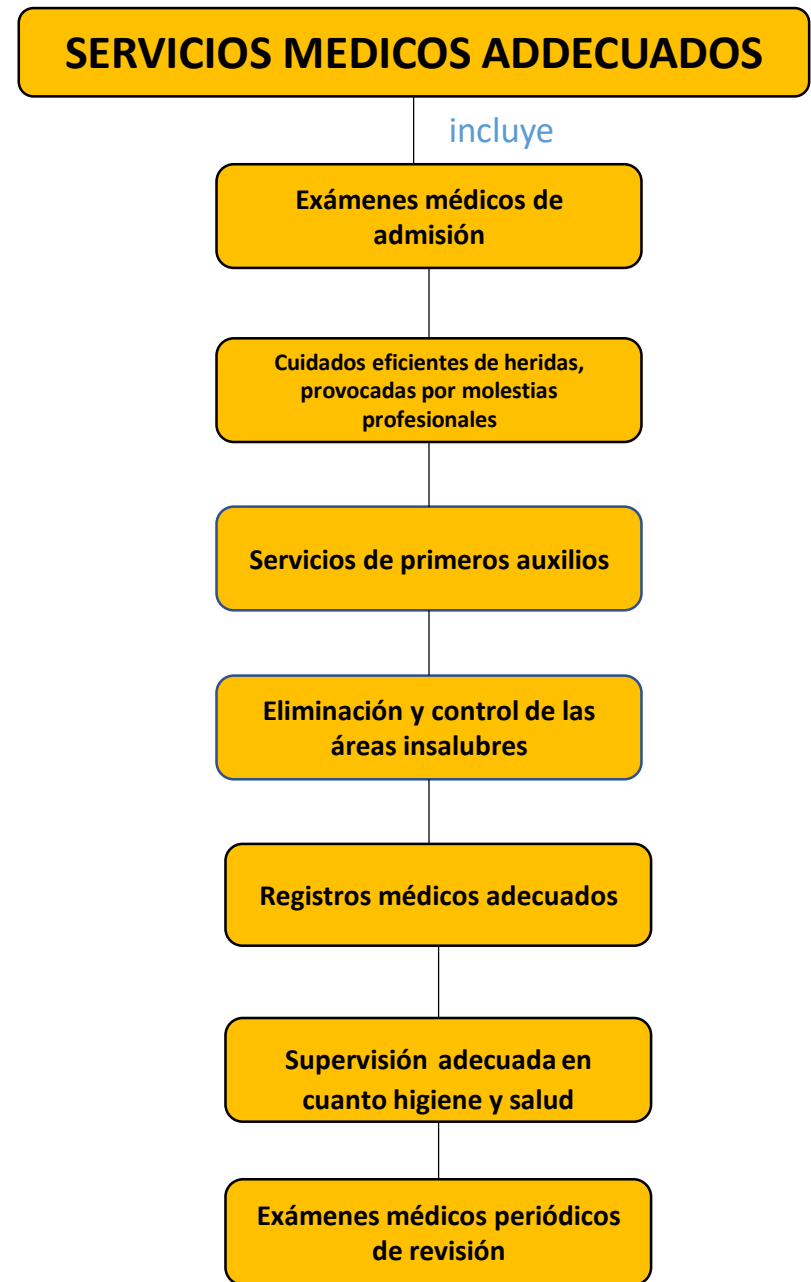 SERVICIOS MEDICOS ADDECUADOS
incluye
Exámenes médicos de
admisión
Cuidados eficientes de heridas,
provocadas por molestias
profesionales
Servicios de primeros auxilios
Eliminación y control de las
áreas insalubres
Registros médicos adecuados
Supervisión adecuada en
cuanto higiene y salud
Exámenes médicos periódicos
de revisión